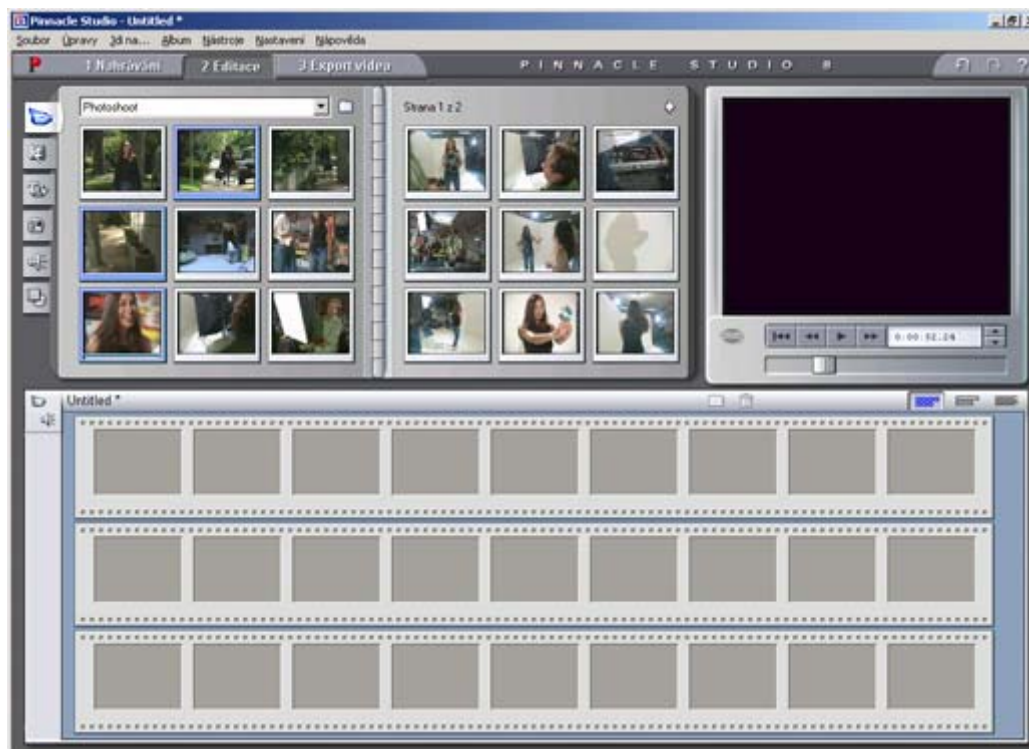 Pinnacle Studio - Untitled *
Soubor Úpravy Jdi na... Album Nástroje Nastavení Nápověda
1 Nahrávání 2 Editace 3 Export videa PINNACLE STUDIO 8
Photoshoot
Strana 1 z 2
0:00:52.24
Untitled *